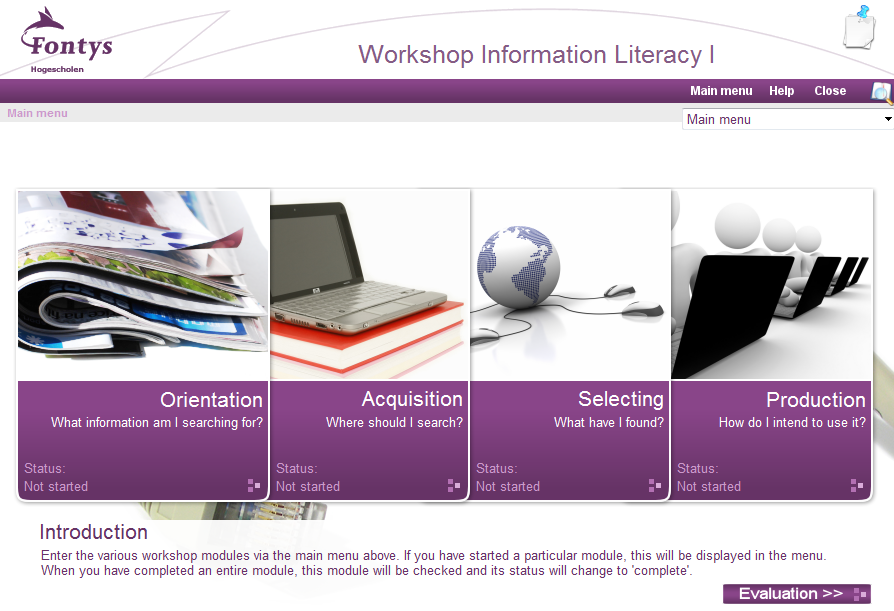 Fontys
Hogescholen
Workshop Information Literacy I
Main menu Help Close
Main menu
Main menu
Orientation
What information am I searching for?
Status:
Not started
Acquisition
Where should I search?
Status:
Not started
Selecting
What have I found?
Status:
Not started
Production
How do I intend to use it?
Status:
Not started
Introduction
Enter the various workshop modules via the main menu above. If you have started a particular module, this will be displayed in the menu.
When you have completed an entire module, this module will be checked and its status will change to 'complete'.
Evaluation >>